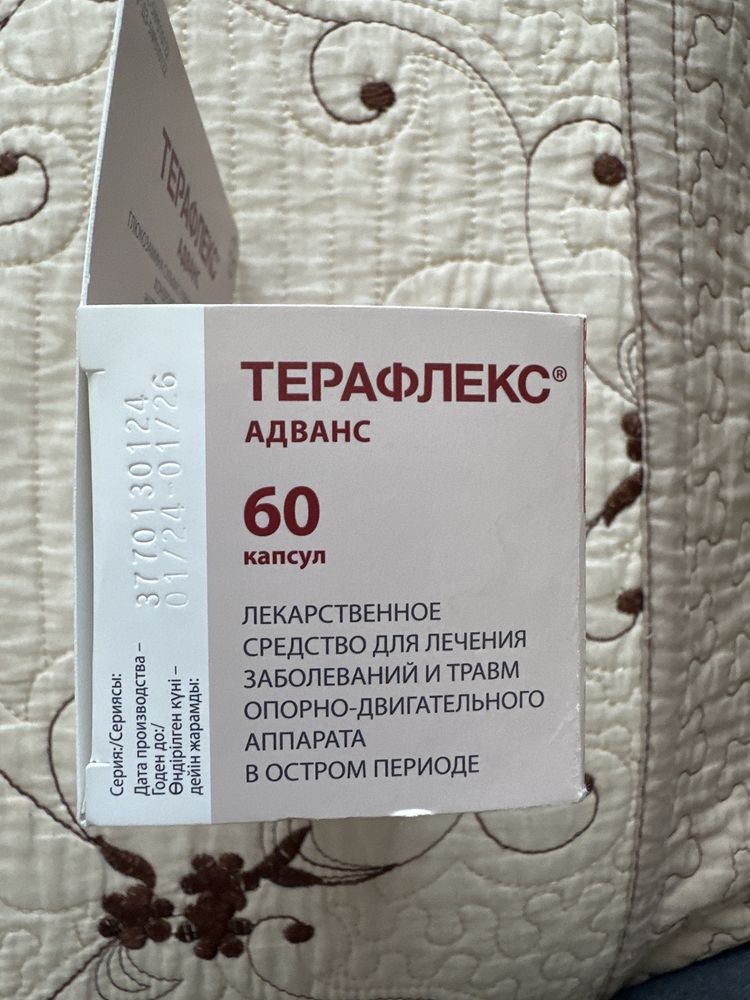 ТЕРАФЛЕКС
АДВАНС
ТЕРАФЛЕКС®
АДВАНС
60
капсул
ЛЕКАРСТВЕННОЕ
СРЕДСТВО ДЛЯ ЛЕЧЕНИЯ
ЗАБОЛЕВАНИЙ И ТРАВМ
ОПОРНО-ДВИГАТЕЛЬНОГО
АППАРАТА
В ОСТРОМ ПЕРИОДЕ
Серия:/Сериясы:
Дата производства –
Годен до:/
Өндірілген күні –
дейін жарамды:
3770130124
01/24-01/26